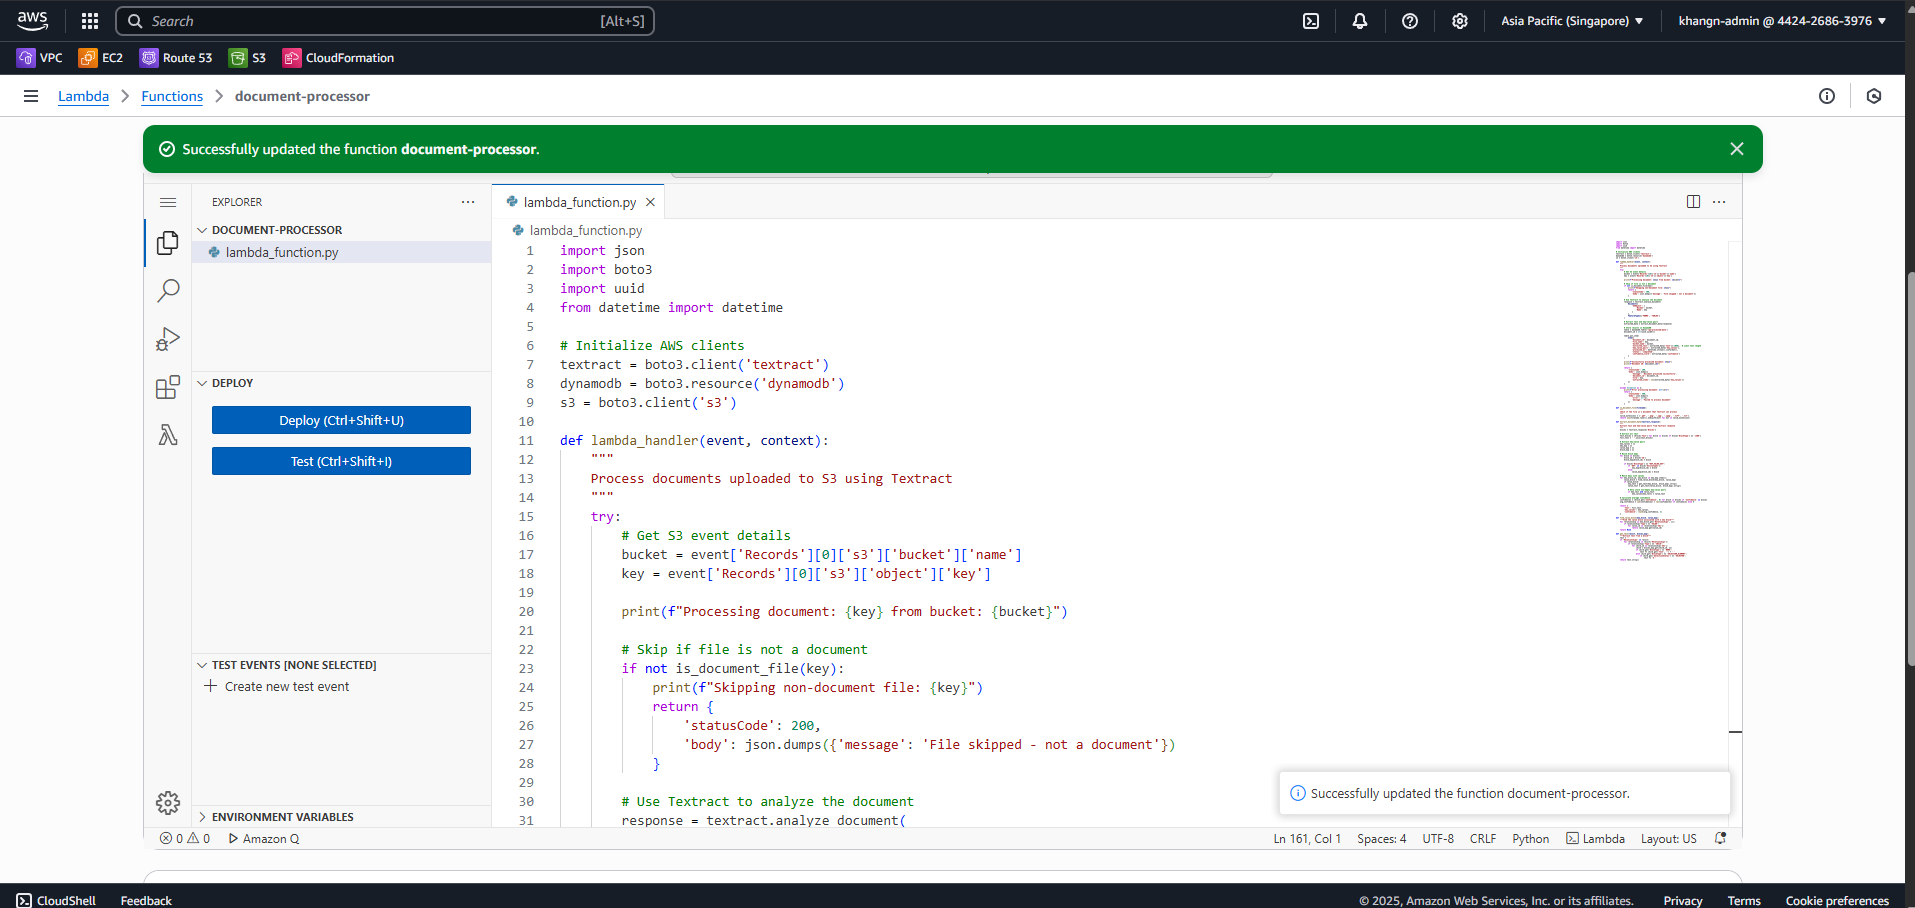 aws
Search [Alt+S]
Asia Pacific (Singapore) khangn-admin @ 4424-2686-3976
VPC EC2 Route 53 S3 CloudFormation
Lambda Functions document-processor
Successfully updated the function document-processor.
EXPLORER
lambda_function.py
DOCUMENT-PROCESSOR
lambda_function.py
DEPLOY
Deploy (Ctrl+Shift+U)
Test (Ctrl+Shift+I)
TEST EVENTS [NONE SELECTED]
Create new test event
ENVIRONMENT VARIABLES
lambda_function.py
1 import json
2 import boto3
3 import uuid
4 from datetime import datetime
5
6 # Initialize AWS clients
7 textract = boto3.client('textract')
8 dynamodb = boto3.resource('dynamodb')
9 s3 = boto3.client('s3')
10
11 def lambda_handler(event, context):
12 """
13 Process documents uploaded to S3 using Textract
14 """
15 try:
16 # Get S3 event details
17 bucket = event['Records'][0]['s3']['bucket']['name']
18 key = event['Records'][0]['s3']['object']['key']
19
20 print(f"Processing document: {key} from bucket: {bucket}")
21
22 # Skip if file is not a document
23 if not is_document_file(key):
24 print(f"Skipping non-document file: {key}")
25 return {
26 'statusCode': 200,
27 'body': json.dumps({'message': 'File skipped - not a document'})
28 }
29
30 # Use Textract to analyze the document
31 response = textract.analyze_document(
Successfully updated the function document-processor.
0 0 Amazon Q
Ln 161, Col 1 Spaces: 4 UTF-8 CRLF Python Lambda Layout: US
CloudShell Feedback
© 2025, Amazon Web Services, Inc. or its affiliates. Privacy Terms Cookie preferences